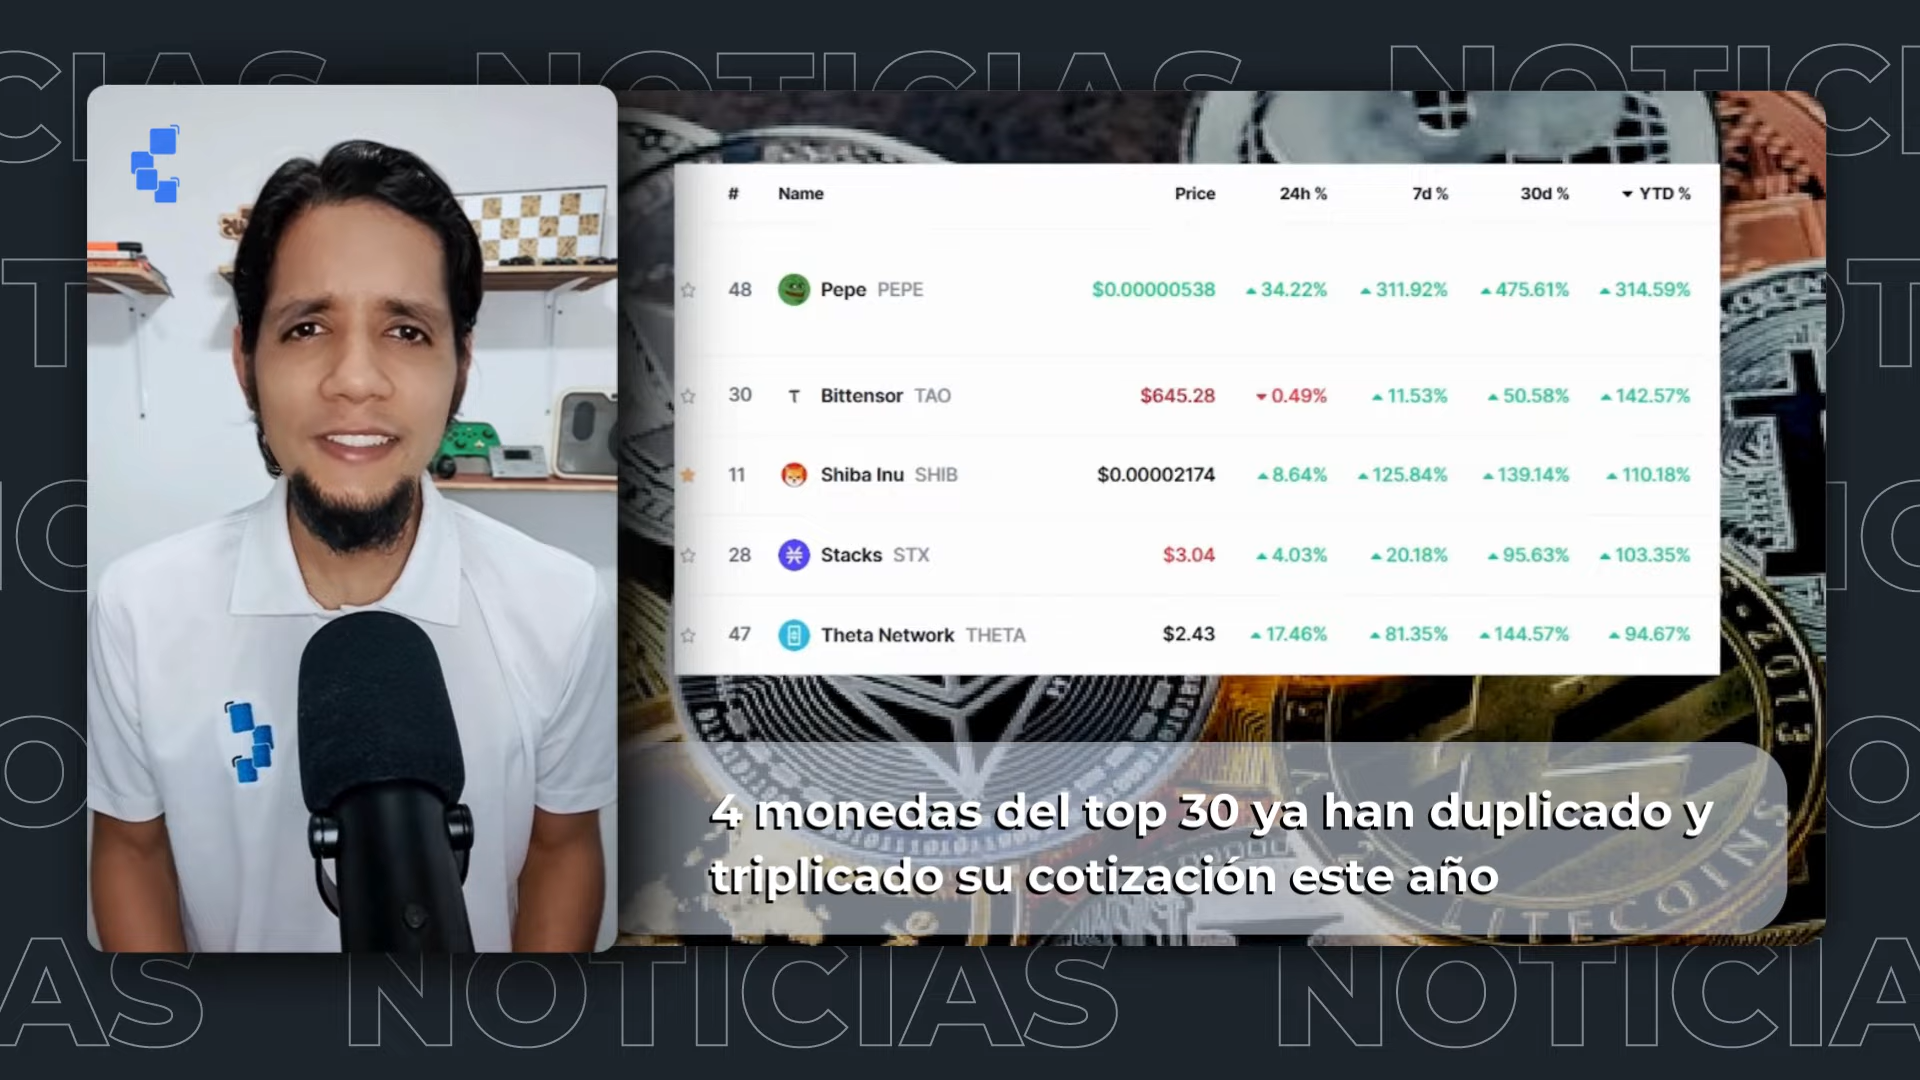 NOTICIAS
# Name Price 24h % 7d % 30d % YTD %
48 Pepe PEPE $0.00000538 34.22% 311.92% 475.61% 314.59%
30 T Bittensor TAO $645.28 0.49% 11.53% 50.58% 142.57%
11 Shiba Inu SHIB $0.00002174 8.64% 125.84% 139.14% 110.18%
28 Stacks STX $3.04 4.03% 20.18% 95.63% 103.35%
47 Theta Network THETA $2.43 17.46% 81.35% 144.57% 94.67%
2013
4 monedas del top 30 ya han duplicado y
triplicado su cotización este año
LITECOINS
NOTICIAS